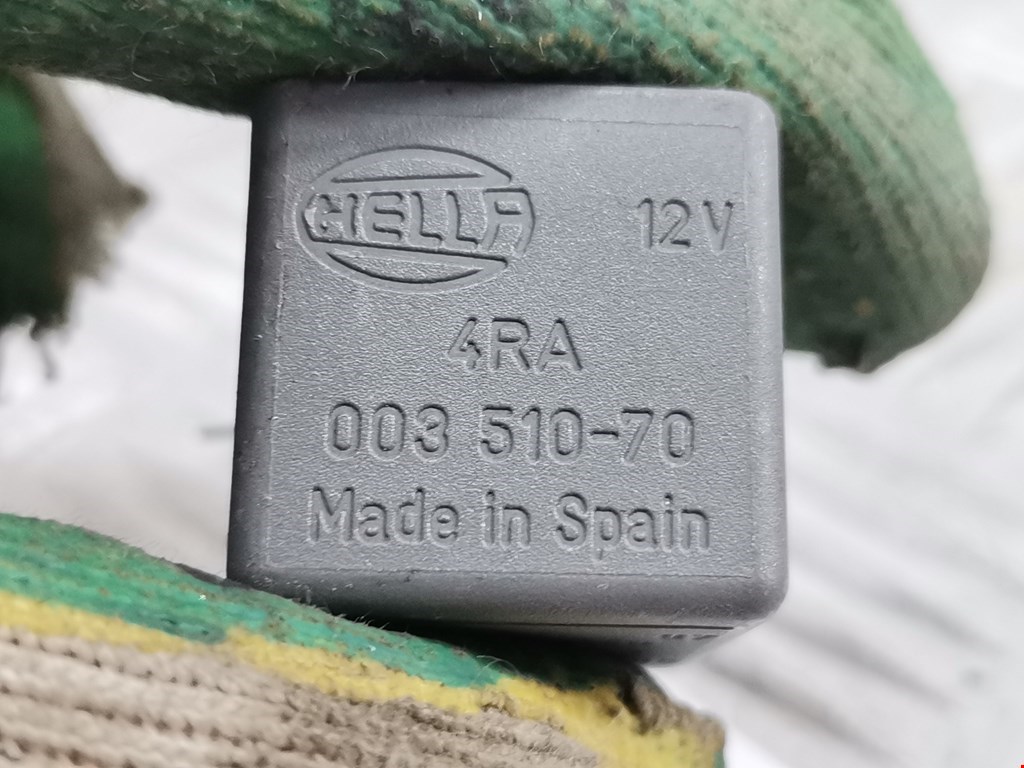 HELLA 12V
4RA
003 510-70
Made in Spain